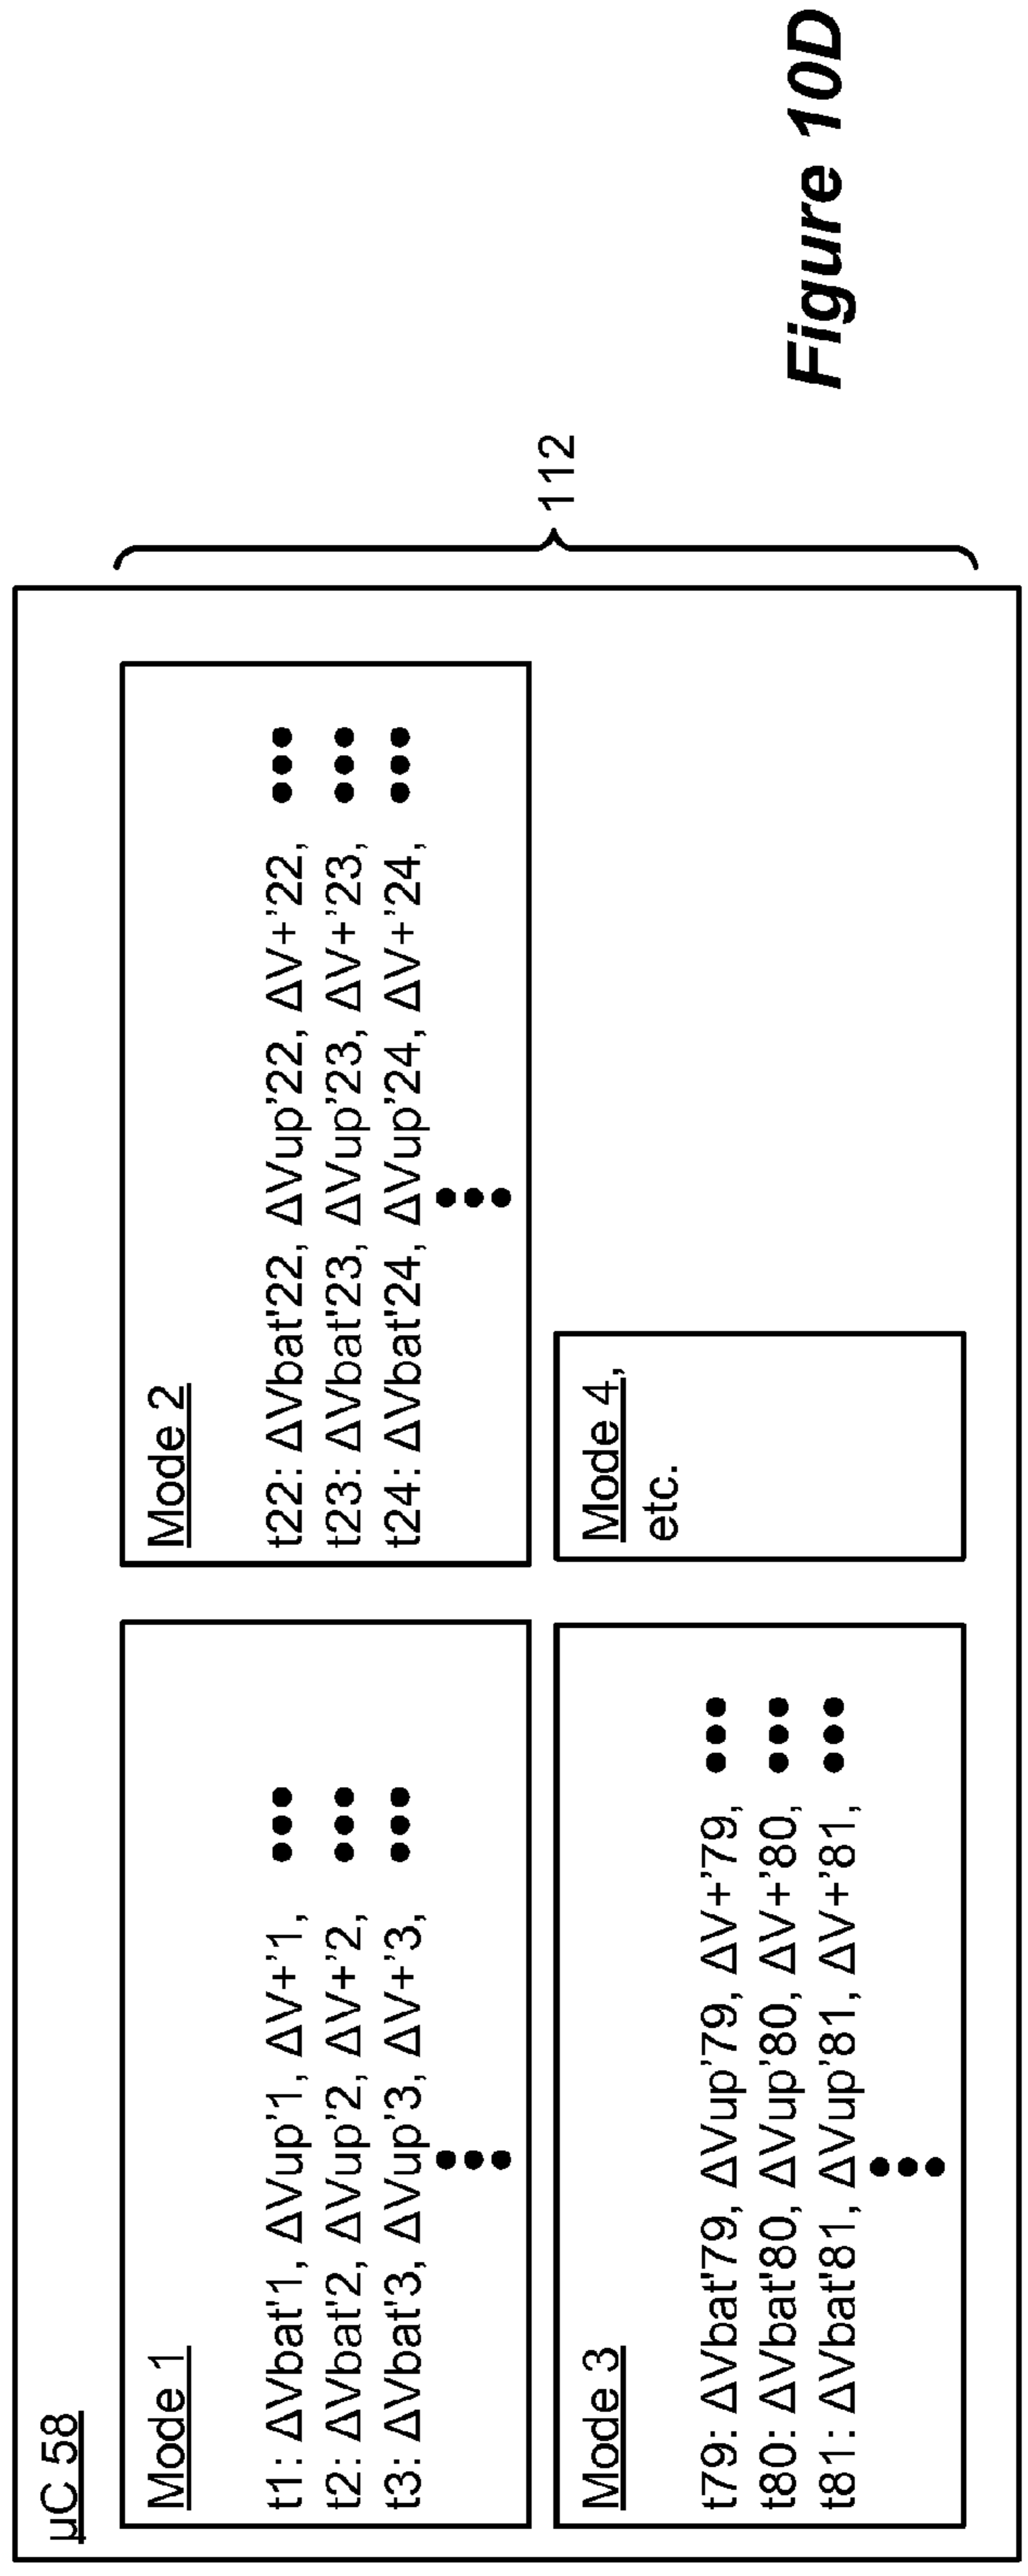 µC 58
Mode 1
t1: ΔVbat'1, ΔVup’1, ΔV+’1, •••
t2: ΔVbat'2, ΔVup’2, ΔV+’2, •••
t3: ΔVbat'3, ΔVup’3, ΔV+’3, •••
Mode 2
t22: ΔVbat'22, ΔVup’22, ΔV+’22, •••
t23: ΔVbat'23, ΔVup’23, ΔV+’23, •••
t24: ΔVbat'24, ΔVup’24, ΔV+’24, •••
Mode 3
t79: ΔVbat'79, ΔVup’79, ΔV+’79, •••
t80: ΔVbat'80, ΔVup’80, ΔV+’80, •••
t81: ΔVbat'81, ΔVup’81, ΔV+’81, •••
Mode 4,
etc.
112
Figure 10D